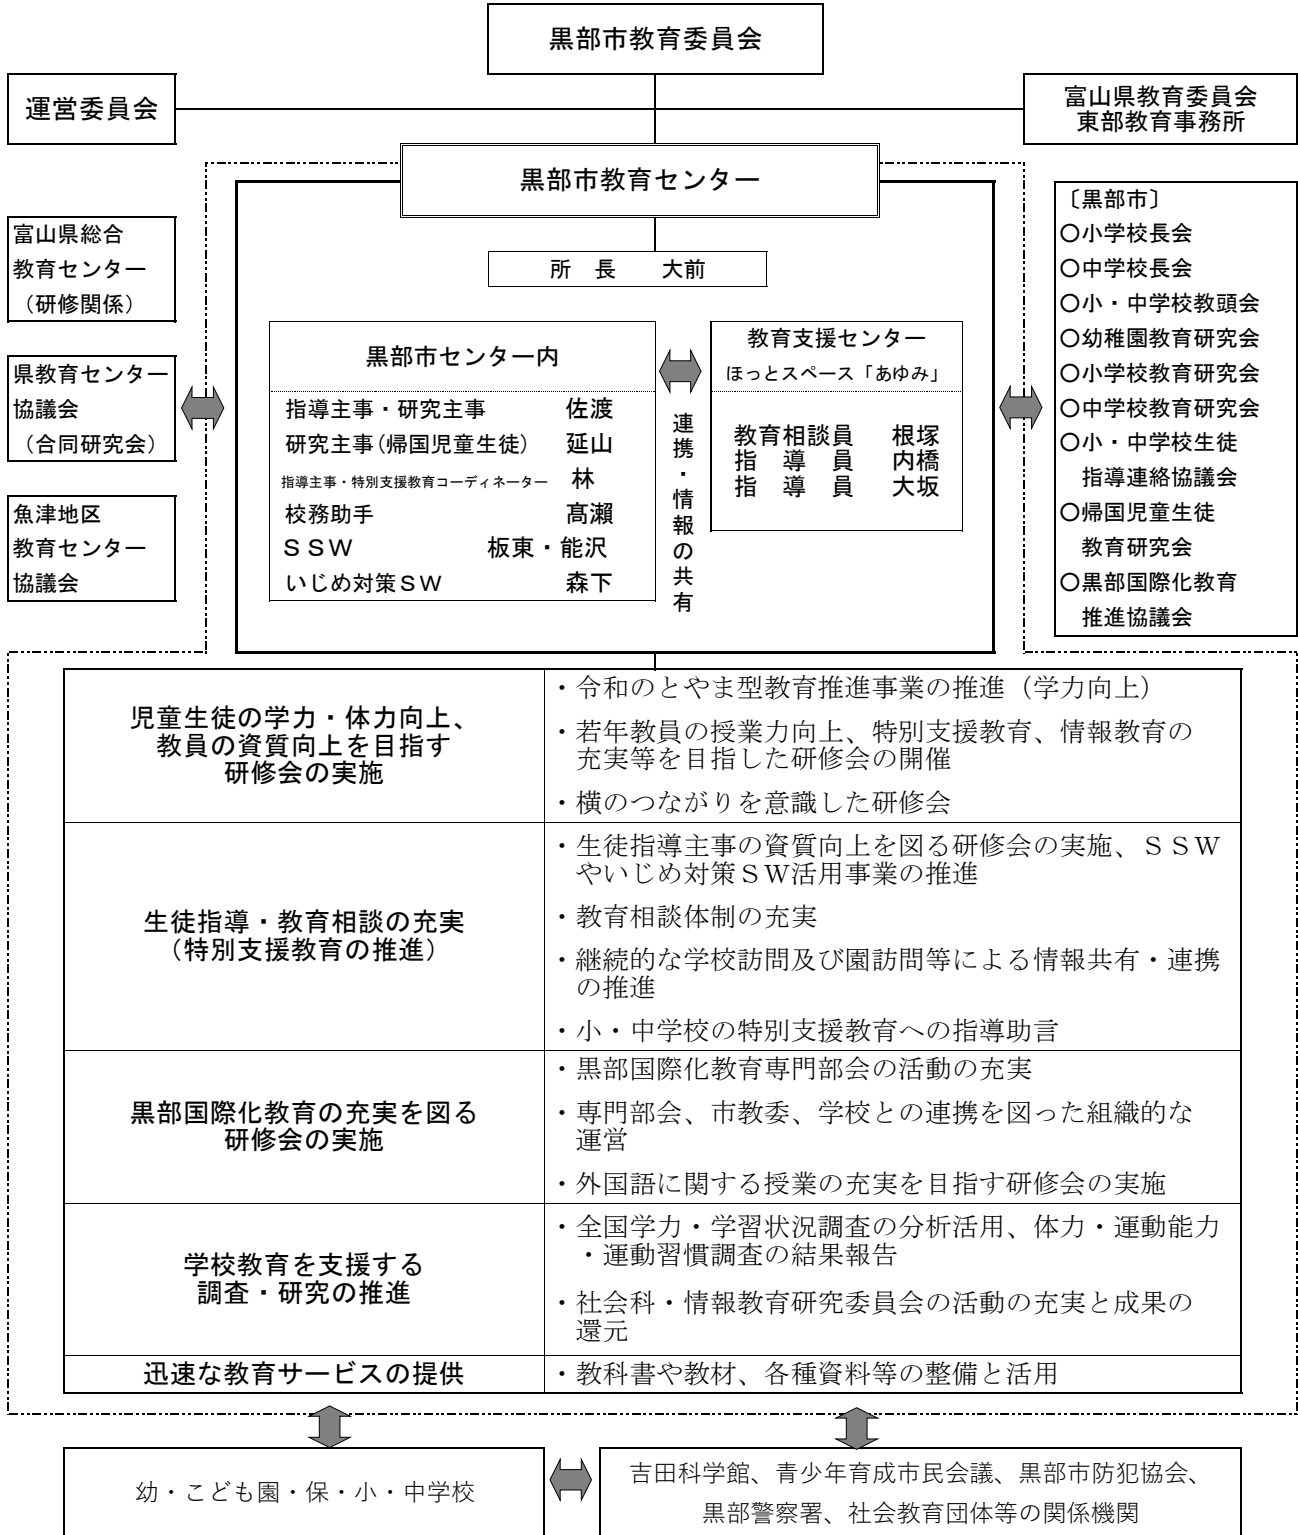 黒部市教育委員会
運営委員会
富山県教育委員会
東部教育事務所
黒部市教育センター
所　長　　大前
富山県総合
教育センター
（研修関係）
県教育センター
協議会
（合同研究会）
魚津地区
教育センター
協議会
黒部市センター内
指導主事・研究主事　佐渡
研究主事（帰国児童生徒）　延山
指導主事・特別支援教育コーディネーター　林
校務助手　髙瀨
ＳＳＷ　板東・能沢
いじめ対策ＳＷ　森下
連携・情報の共有
教育支援センター
ほっとスペース「あゆみ」
教育相談員　根塚
指　導　員　内橋
指　導　員　大坂
〔黒部市〕
○小学校長会
○中学校長会
○小・中学校教頭会
○幼稚園教育研究会
○小学校教育研究会
○中学校教育研究会
○小・中学校生徒
指導連絡協議会
○帰国児童生徒
教育研究会
○黒部国際化教育
推進協議会
児童生徒の学力・体力向上、
教員の資質向上を目指す
研修会の実施
・令和のとやま型教育推進事業の推進（学力向上）
・若年教員の授業力向上、特別支援教育、情報教育の
充実等を目指した研修会の開催
・横のつながりを意識した研修会
生徒指導・教育相談の充実
（特別支援教育の推進）
・生徒指導主事の資質向上を図る研修会の実施、ＳＳＷ
やいじめ対策ＳＷ活用事業の推進
・教育相談体制の充実
・継続的な学校訪問及び園訪問等による情報共有・連携
の推進
・小・中学校の特別支援教育への指導助言
黒部国際化教育の充実を図る
研修会の実施
・黒部国際化教育専門部会の活動の充実
・専門部会、市教委、学校との連携を図った組織的な
運営
・外国語に関する授業の充実を目指す研修会の実施
学校教育を支援する
調査・研究の推進
・全国学力・学習状況調査の分析活用、体力・運動能力
・運動習慣調査の結果報告
・社会科・情報教育研究委員会の活動の充実と成果の
還元
迅速な教育サービスの提供
・教科書や教材、各種資料等の整備と活用
幼・こども園・保・小・中学校
吉田科学館、青少年育成市民会議、黒部市防犯協会、
黒部警察署、社会教育団体等の関係機関